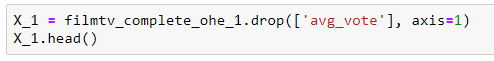 X_1 = filmtv_complete_ohe_1.drop(['avg_vote'], axis=1)
X_1.head()